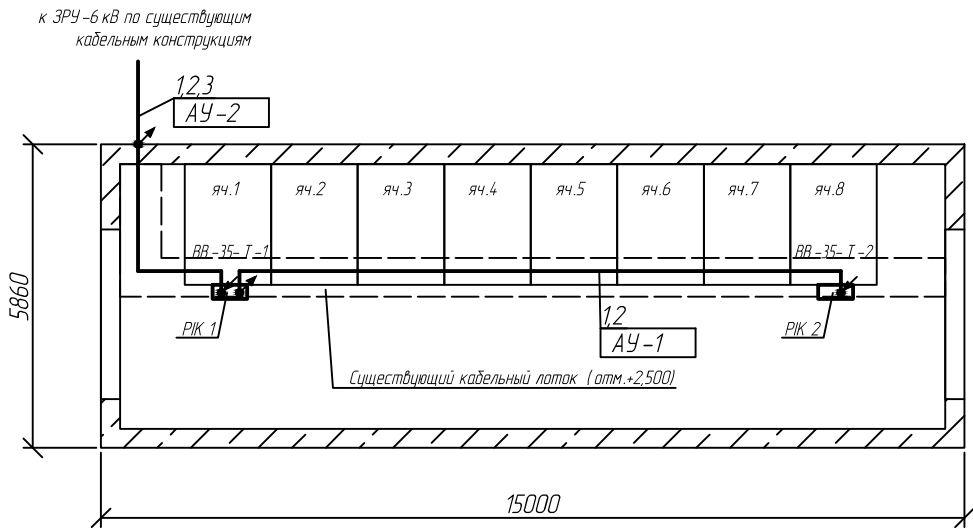 к ЗРУ-6 кВ по существующим
кабельным конструкциям
1,2,3
АУ-2
яч.1 яч.2 яч.3 яч.4 яч.5 яч.6 яч.7 яч.8
ВВ-35-Т-1 ВВ-35-Т-2
РІК 1 РІК 2
1,2
АУ-1
Существующий кабельный лоток (отм.+2,500)
5860
15000